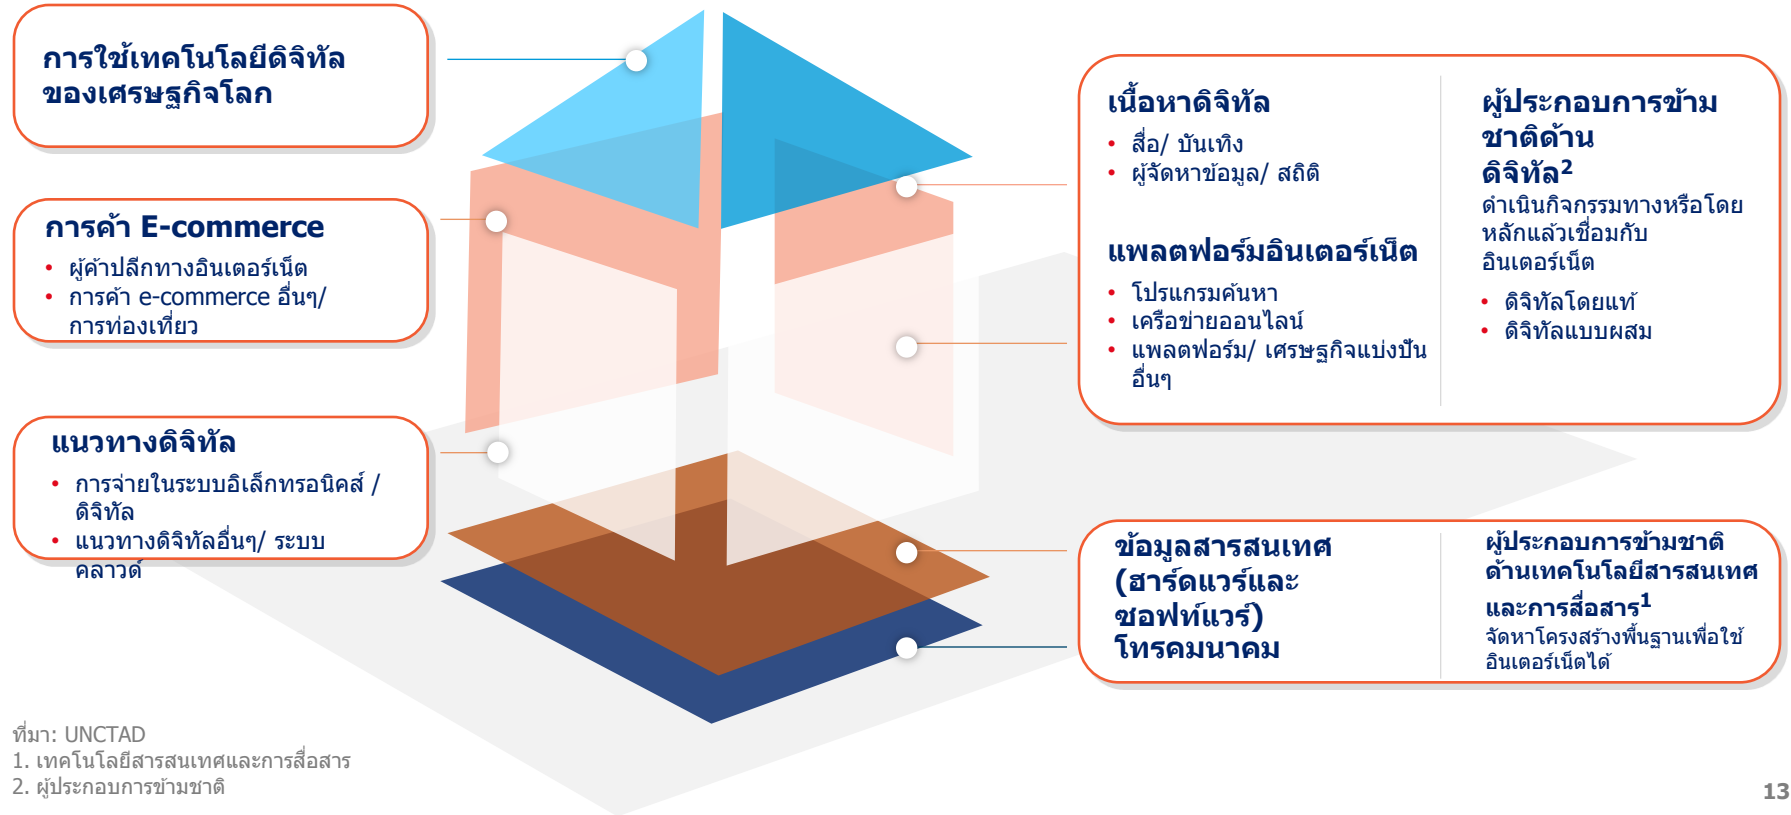 การใช้เทคโนโลยีดิจิทัล
ของเศรษฐกิจโลก
การค้า E-commerce
• ผู้ค้าปลีกทางอินเตอร์เน็ต
• การค้า e-commerce อื่นๆ/
การท่องเที่ยว
แนวทางดิจิทัล
• การจ่ายในระบบอิเล็กทรอนิคส์ /
ดิจิทัล
• แนวทางดิจิทัลอื่นๆ/ ระบบ
คลาวด์
เนื้อหาดิจิทัล
• สื่อ/ บันเทิง
• ผู้จัดหาข้อมูล/ สถิติ
แพลตฟอร์มอินเตอร์เน็ต
• โปรแกรมค้นหา
• เครือข่ายออนไลน์
• แพลตฟอร์ม/ เศรษฐกิจแบ่งปัน
อื่นๆ
ผู้ประกอบการข้าม
ชาติด้าน
ดิจิทัล²
ดำเนินกิจกรรมทางหรือโดย
หลักแล้วเชื่อมกับ
อินเตอร์เน็ต
• ดิจิทัลโดยแท้
• ดิจิทัลแบบผสม
ข้อมูลสารสนเทศ
(ฮาร์ดแวร์และ
ซอฟท์แวร์)
โทรคมนาคม
ผู้ประกอบการข้ามชาติ
ด้านเทคโนโลยีสารสนเทศ
และการสื่อสาร¹
จัดหาโครงสร้างพื้นฐานเพื่อใช้
อินเตอร์เน็ตได้
ที่มา: UNCTAD
1. เทคโนโลยีสารสนเทศและการสื่อสาร
2. ผู้ประกอบการข้ามชาติ
13